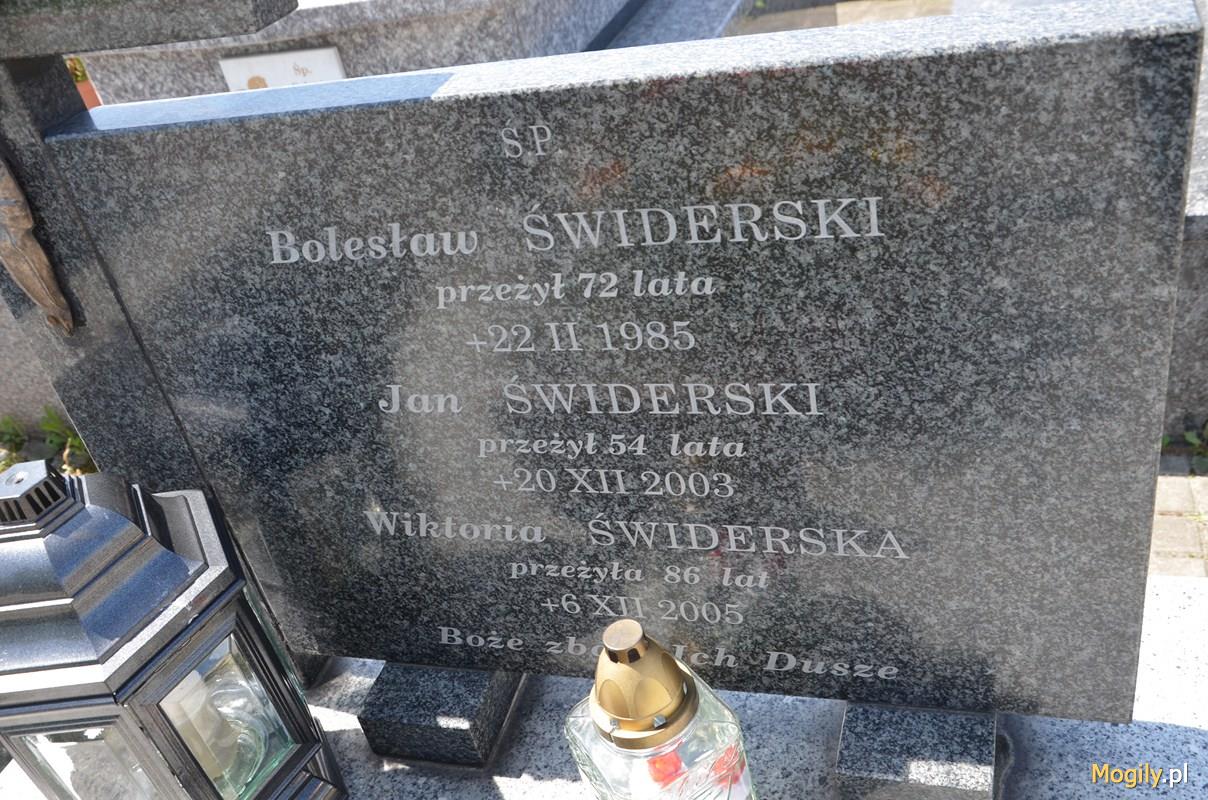 Śp.
Ś.P.
Bolesław ŚWIDERSKI
przeżył 72 lata
+22 II 1985
Jan ŚWIDERSKI
przeżył 54 lata
+20 XII 2003
Wiktoria ŚWIDERSKA
przeżyła 86 lat
+6 XII 2005
Boże Ich Dusze
Mogily.pl